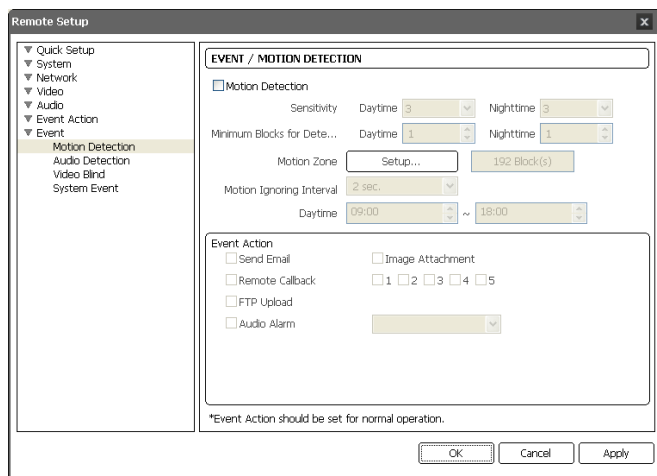 Remote Setup
x
Quick Setup
System
Network
Video
Audio
Event Action
Event
Motion Detection
Audio Detection
Video Blind
System Event
EVENT / MOTION DETECTION
Motion Detection
Sensitivity Daytime 3 Nighttime 3
Minimum Blocks for Dete... Daytime 1 Nighttime 1
Motion Zone Setup... 192 Block(s)
Motion Ignoring Interval 2 sec.
Daytime 09:00 ~ 18:00
Event Action
Send Email Image Attachment
Remote Callback 1 2 3 4 5
FTP Upload
Audio Alarm
*Event Action should be set for normal operation.
OK Cancel Apply